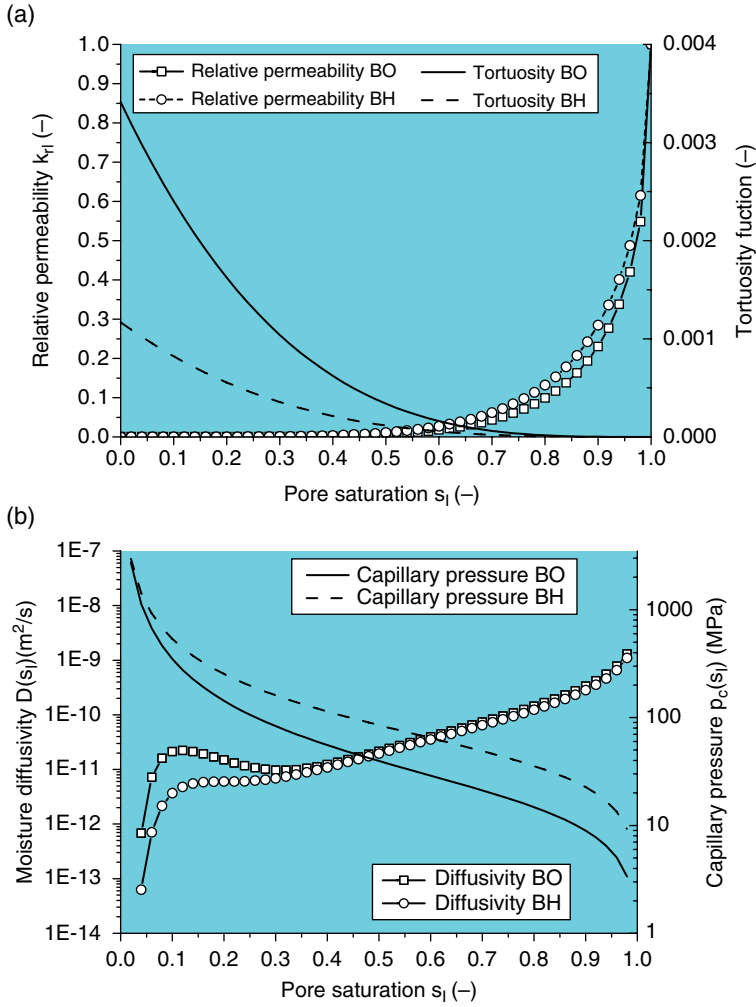 (a)
Relative permeability BO
Tortuosity BO
Relative permeability BH
Tortuosity BH
Relative permeability k_rl (–)
1.0
0.9
0.8
0.7
0.6
0.5
0.4
0.3
0.2
0.1
0.0
Tortuosity fuction (–)
0.004
0.003
0.002
0.001
0.000
0.0 0.1 0.2 0.3 0.4 0.5 0.6 0.7 0.8 0.9 1.0
Pore saturation s_l (–)
(b)
Capillary pressure BO
Capillary pressure BH
Moisture diffusivity D(s_l)(m²/s)
1E-7
1E-8
1E-9
1E-10
1E-11
1E-12
1E-13
1E-14
Capillary pressure p_c(s_l) (MPa)
1000
100
10
1
Diffusivity BO
Diffusivity BH
0.0 0.1 0.2 0.3 0.4 0.5 0.6 0.7 0.8 0.9 1.0
Pore saturation s_l (–)